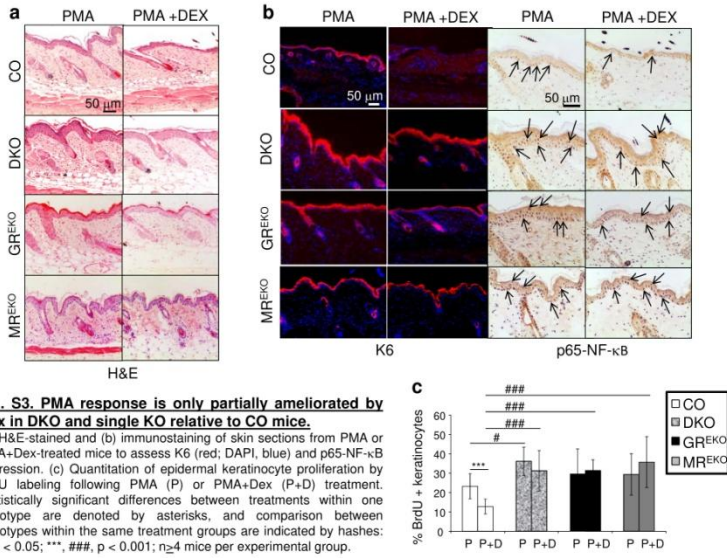 a
PMA PMA +DEX
CO
50 µm
DKO
GR^EKO
MR^EKO
H&E
b
PMA PMA +DEX PMA PMA +DEX
CO
50 µm 50 µm
DKO
GR^EKO
MR^EKO
K6 p65-NF-κB
. S3. PMA response is only partially ameliorated by
x in DKO and single KO relative to CO mice.
H&E-stained and (b) immunostaining of skin sections from PMA or
A+Dex-treated mice to assess K6 (red; DAPI, blue) and p65-NF-κB
ression. (c) Quantitation of epidermal keratinocyte proliferation by
U labeling following PMA (P) or PMA+Dex (P+D) treatment.
istically significant differences between treatments within one
otype are denoted by asterisks, and comparison between
otypes within the same treatment groups are indicated by hashes:
< 0.05; ***, ###, p < 0.001; n≥4 mice per experimental group.
c
% BrdU + keratinocytes
60
50
40
30
20
10
0
###
###
###
#
***
P P+D P P+D P P+D P P+D
CO
DKO
GR^EKO
MR^EKO